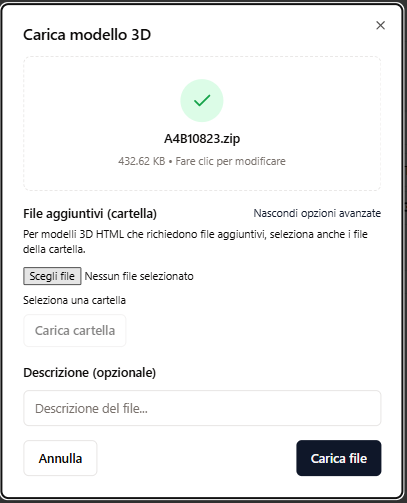 Carica modello 3D
A4B10823.zip
432.62 KB • Fare clic per modificare
File aggiuntivi (cartella)
Nascondi opzioni avanzate
Per modelli 3D HTML che richiedono file aggiuntivi, seleziona anche i file
della cartella.
Scegli file Nessun file selezionato
Seleziona una cartella
Carica cartella
Descrizione (opzionale)
Descrizione del file...
Annulla
Carica file